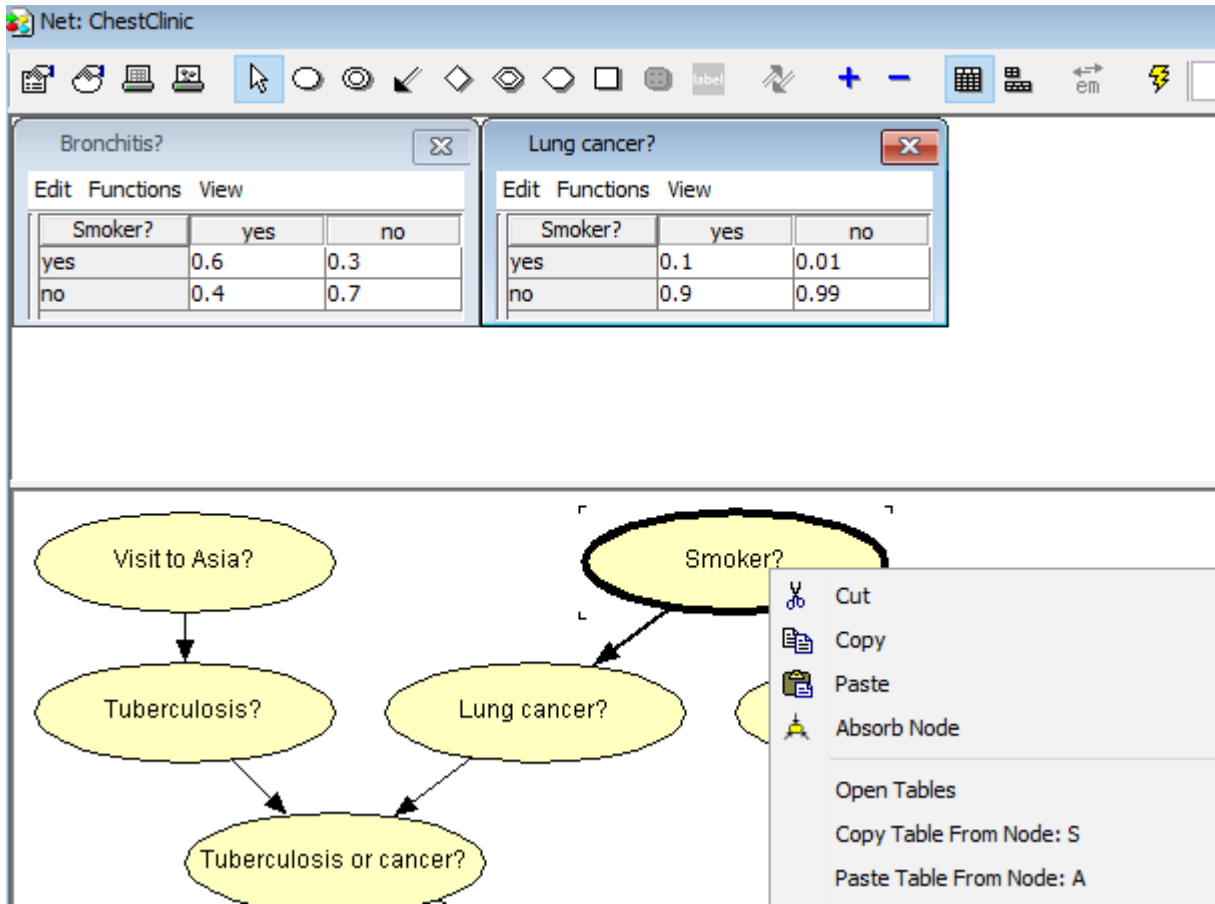 Net: ChestClinic
label
em
Bronchitis?
Edit Functions View
Smoker? yes no
yes 0.6 0.3
no 0.4 0.7
Lung cancer?
Edit Functions View
Smoker? yes no
yes 0.1 0.01
no 0.9 0.99
Visit to Asia?
Smoker?
Tuberculosis?
Lung cancer?
Tuberculosis or cancer?
Cut
Copy
Paste
Absorb Node
Open Tables
Copy Table From Node: S
Paste Table From Node: A